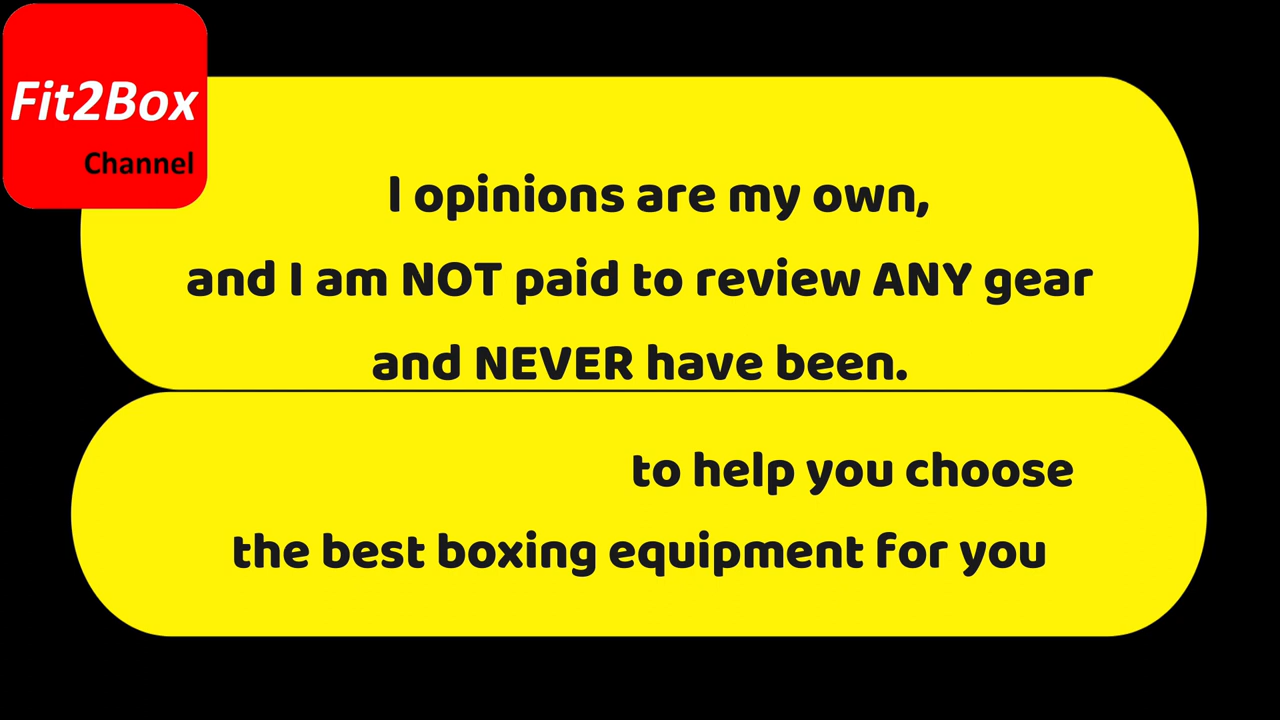 Fit2Box
Channel
I opinions are my own,
and I am NOT paid to review ANY gear
and NEVER have been.
to help you choose
the best boxing equipment for you